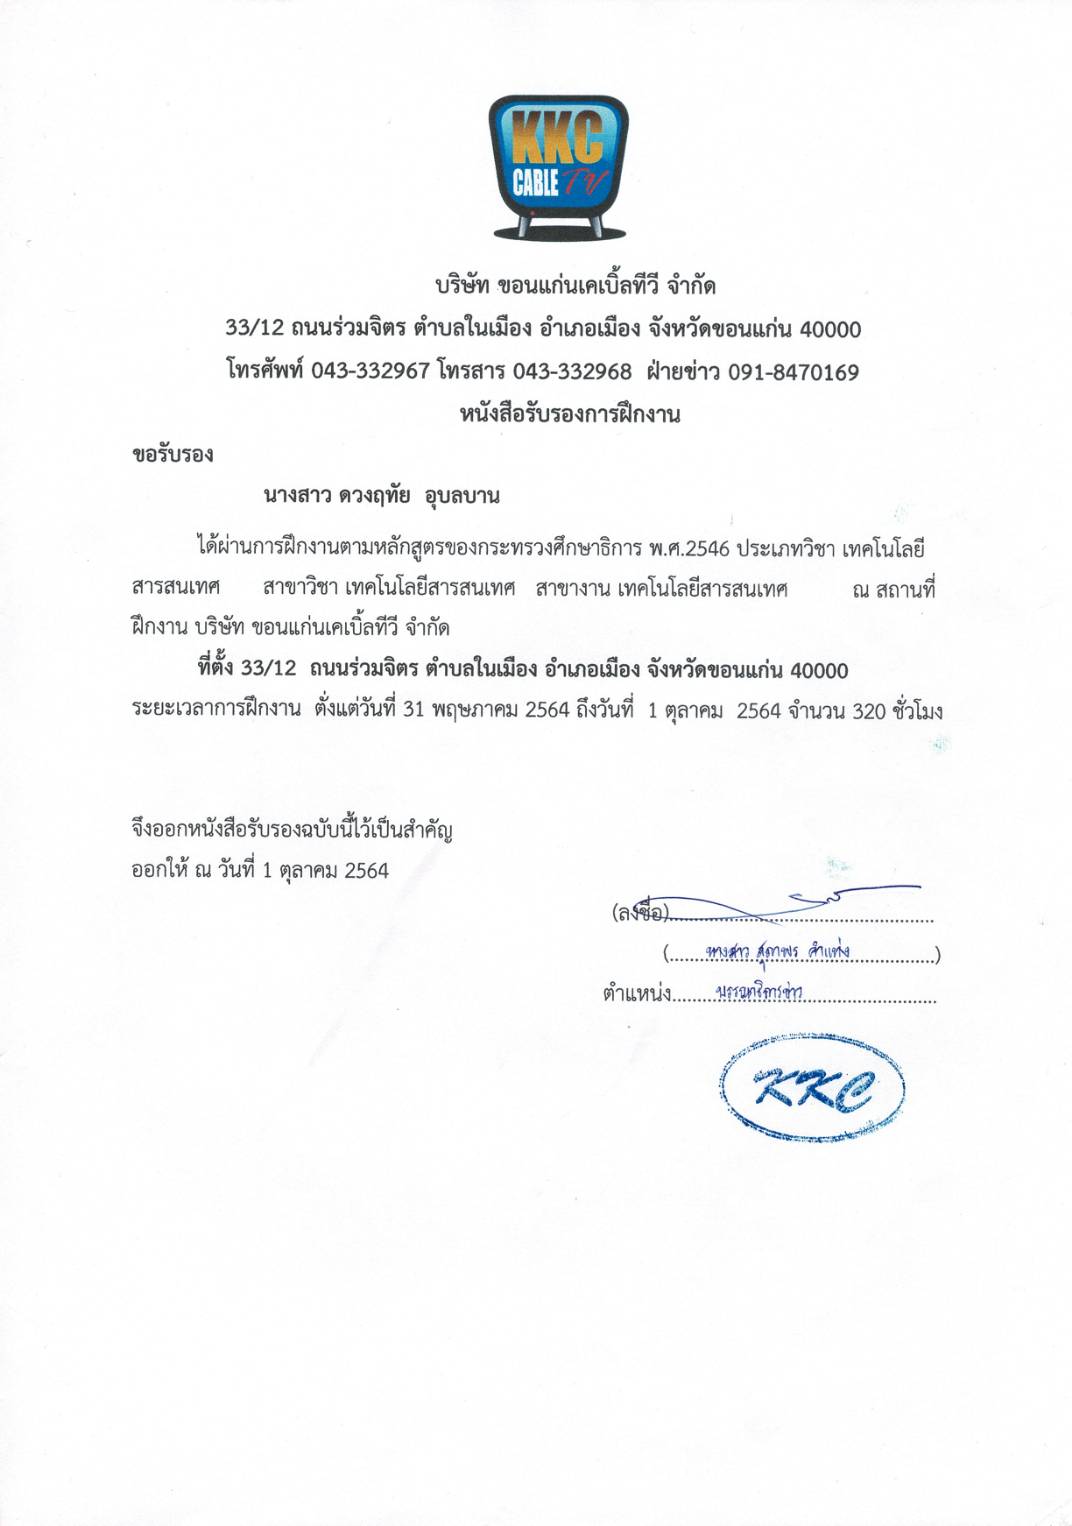 KKC
CABLE TV
บริษัท ขอนแก่นเคเบิ้ลทีวี จำกัด
33/12 ถนนร่วมจิตร ตำบลในเมือง อำเภอเมือง จังหวัดขอนแก่น 40000
โทรศัพท์ 043-332967 โทรสาร 043-332968 ฝ่ายข่าว 091-8470169
หนังสือรับรองการฝึกงาน
ขอรับรอง
นางสาว ดวงฤทัย อุบลบาน
ได้ผ่านการฝึกงานตามหลักสูตรของกระทรวงศึกษาธิการ พ.ศ.2546 ประเภทวิชา เทคโนโลยี
สารสนเทศ สาขาวิชา เทคโนโลยีสารสนเทศ สาขางาน เทคโนโลยีสารสนเทศ ณ สถานที่
ฝึกงาน บริษัท ขอนแก่นเคเบิ้ลทีวี จำกัด
ที่ตั้ง 33/12 ถนนร่วมจิตร ตำบลในเมือง อำเภอเมือง จังหวัดขอนแก่น 40000
ระยะเวลาการฝึกงาน ตั่งแต่วันที่ 31 พฤษภาคม 2564 ถึงวันที่ 1 ตุลาคม 2564 จำนวน 320 ชั่วโมง
จึงออกหนังสือรับรองฉบับนี้ไว้เป็นสำคัญ
ออกให้ ณ วันที่ 1 ตุลาคม 2564
(ลงชื่อ)
(นางสาว สุภาพร คำแท่ง)
ตำแหน่ง บรรณาธิการข่าว
KKC